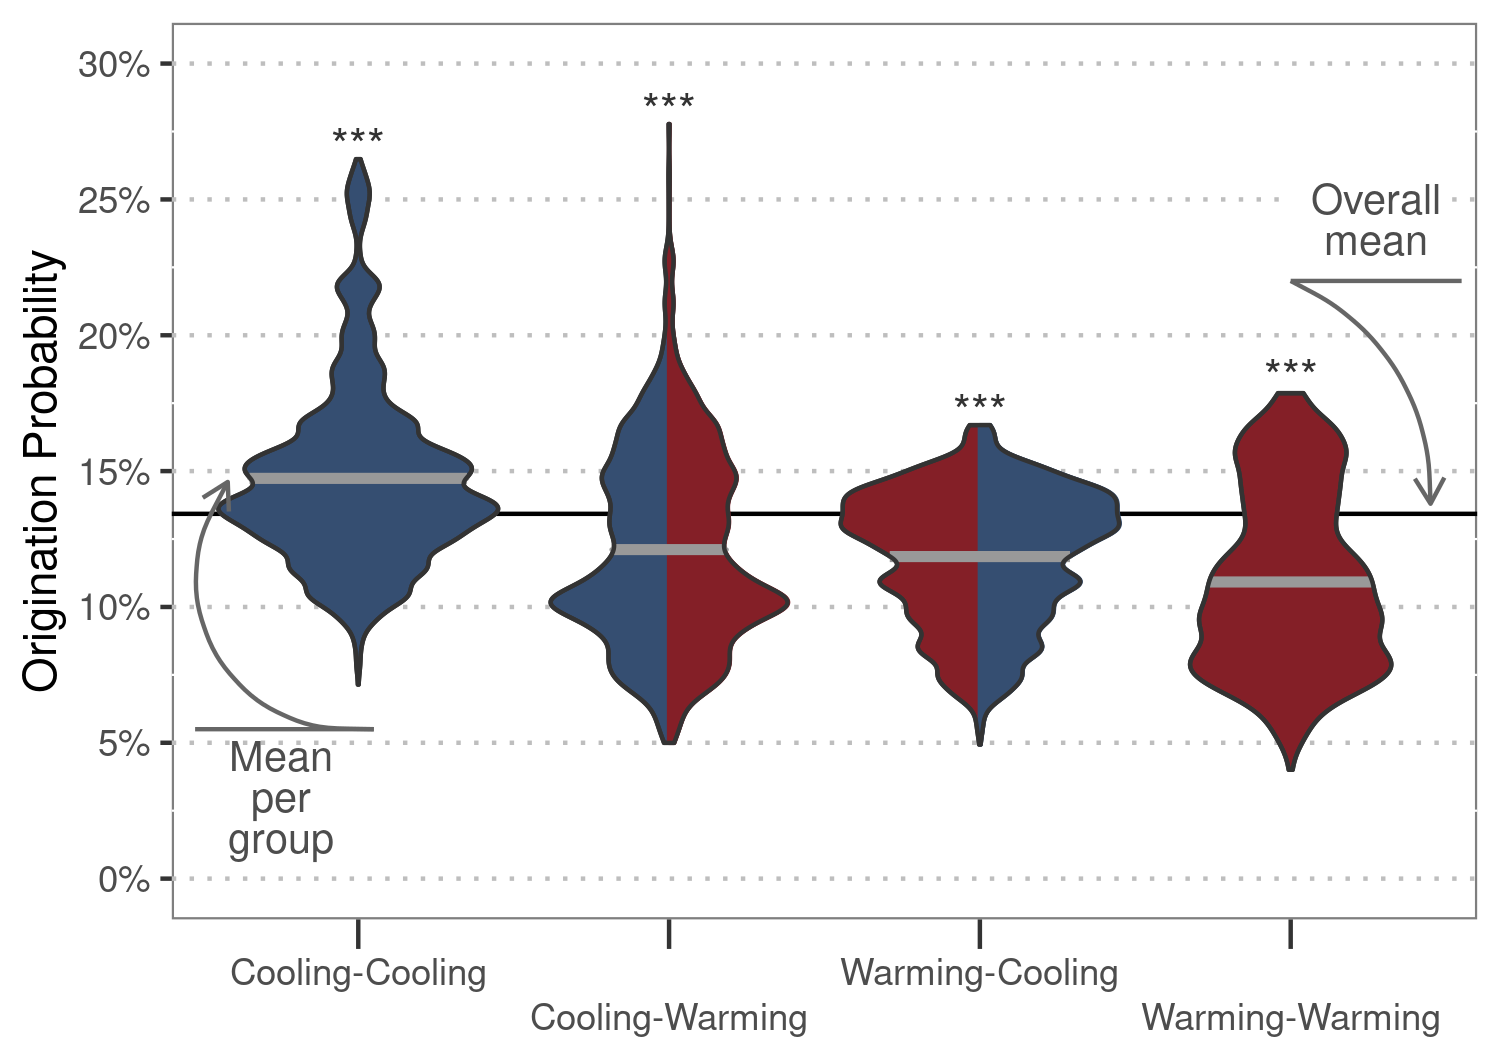 30%
25%
20%
15%
10%
5%
0%
Origination Probability
***
***
***
***
Overall
mean
Mean
per
group
Cooling-Cooling
Cooling-Warming
Warming-Cooling
Warming-Warming